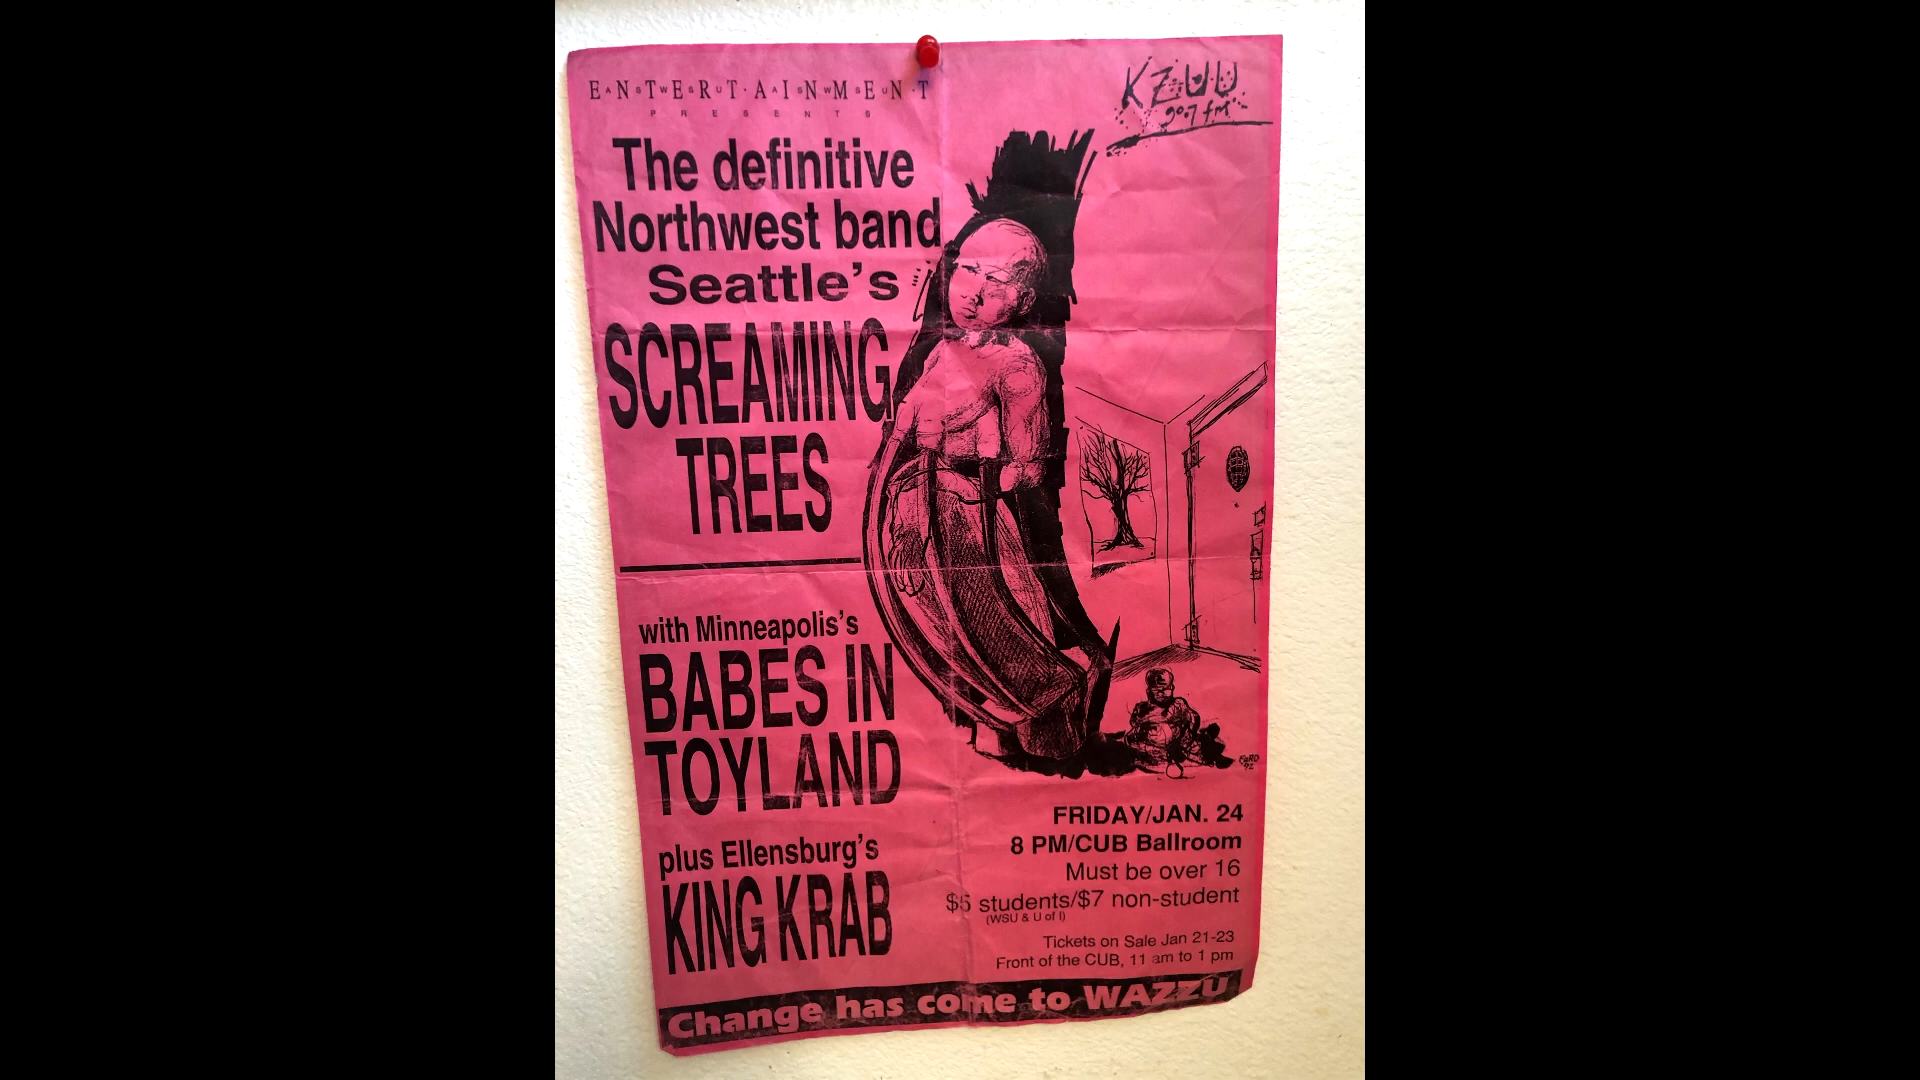 ENTERTAINMENT
PRESENTS
KZUU
90.7 fm
The definitive
Northwest band
Seattle's
SCREAMING
TREES
with Minneapolis's
BABES IN
TOYLAND
plus Ellensburg's
KING KRAB
FORD
92
FRIDAY/JAN. 24
8 PM/CUB Ballroom
Must be over 16
$5 students/$7 non-student
(WSU & U of I)
Tickets on Sale Jan 21-23
Front of the CUB, 11 am to 1 pm
Change has come to WAZZU